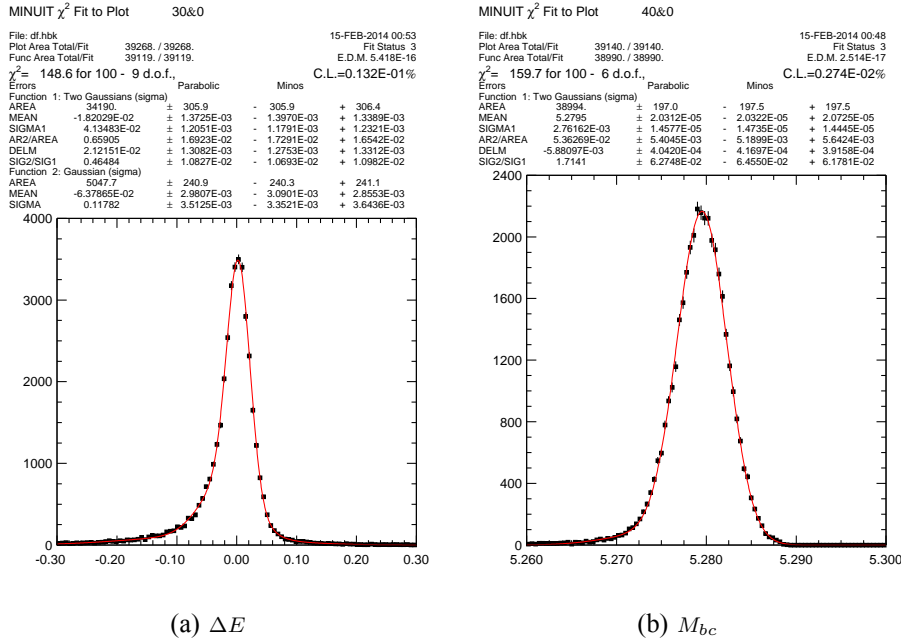 MINUIT χ² Fit to Plot 30&0
File: df.hbk 15-FEB-2014 00:53
Plot Area Total/Fit 39268. / 39268. Fit Status 3
Func Area Total/Fit 39119. / 39119. E.D.M. 5.418E-16
χ²= 148.6 for 100 - 9 d.o.f., C.L.=0.132E-01%
Errors Parabolic Minos
Function 1: Two Gaussians (sigma)
AREA 34190. ± 305.9 - 305.9 + 306.4
MEAN -1.82029E-02 ± 1.3725E-03 - 1.3970E-03 + 1.3389E-03
SIGMA1 4.13483E-02 ± 1.2051E-03 - 1.1791E-03 + 1.2321E-03
AR2/AREA 0.65905 ± 1.6923E-02 - 1.7291E-02 + 1.6542E-02
DELM 2.12151E-02 ± 1.3082E-03 - 1.2753E-03 + 1.3312E-03
SIG2/SIG1 0.46484 ± 1.0827E-02 - 1.0693E-02 + 1.0982E-02
Function 2: Gaussian (sigma)
AREA 5047.7 ± 240.9 - 240.3 + 241.1
MEAN -6.37865E-02 ± 2.9807E-03 - 3.0901E-03 + 2.8553E-03
SIGMA 0.11782 ± 3.5125E-03 - 3.3521E-03 + 3.6436E-03
4000
3000
2000
1000
0
-0.30 -0.20 -0.10 0.00 0.10 0.20 0.30
(a) ΔE
MINUIT χ² Fit to Plot 40&0
File: df.hbk 15-FEB-2014 00:48
Plot Area Total/Fit 39140. / 39140. Fit Status 3
Func Area Total/Fit 38990. / 38990. E.D.M. 2.514E-17
χ²= 159.7 for 100 - 6 d.o.f., C.L.=0.274E-02%
Errors Parabolic Minos
Function 1: Two Gaussians (sigma)
AREA 38994. ± 197.0 - 197.5 + 197.5
MEAN 5.2795 ± 2.0312E-05 - 2.0322E-05 + 2.0725E-05
SIGMA1 2.76162E-03 ± 1.4577E-05 - 1.4735E-05 + 1.4445E-05
AR2/AREA 5.36269E-02 ± 5.4045E-03 - 5.1899E-03 + 5.6424E-03
DELM -5.88097E-03 ± 4.0420E-04 - 4.1697E-04 + 3.9158E-04
SIG2/SIG1 1.7141 ± 6.2748E-02 - 6.4550E-02 + 6.1781E-02
2400
2000
1600
1200
800
400
0
5.260 5.270 5.280 5.290 5.300
(b) M_bc